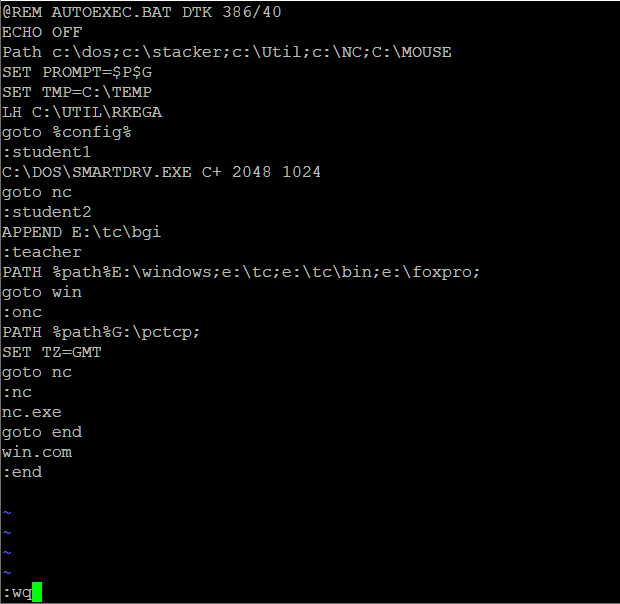 @REM AUTOEXEC.BAT DTK 386/40
ECHO OFF
Path c:\dos;c:\stacker;c:\Util;c:\NC;C:\MOUSE
SET PROMPT=$P$G
SET TMP=C:\TEMP
LH C:\UTIL\RKEGA
goto %config%
:student1
C:\DOS\SMARTDRV.EXE C+ 2048 1024
goto nc
:student2
APPEND E:\tc\bgi
:teacher
PATH %path%E:\windows;e:\tc;e:\tc\bin;e:\foxpro;
goto win
:onc
PATH %path%G:\pctcp;
SET TZ=GMT
goto nc
:nc
nc.exe
goto end
win.com
:end
~
~
~
~
:wq